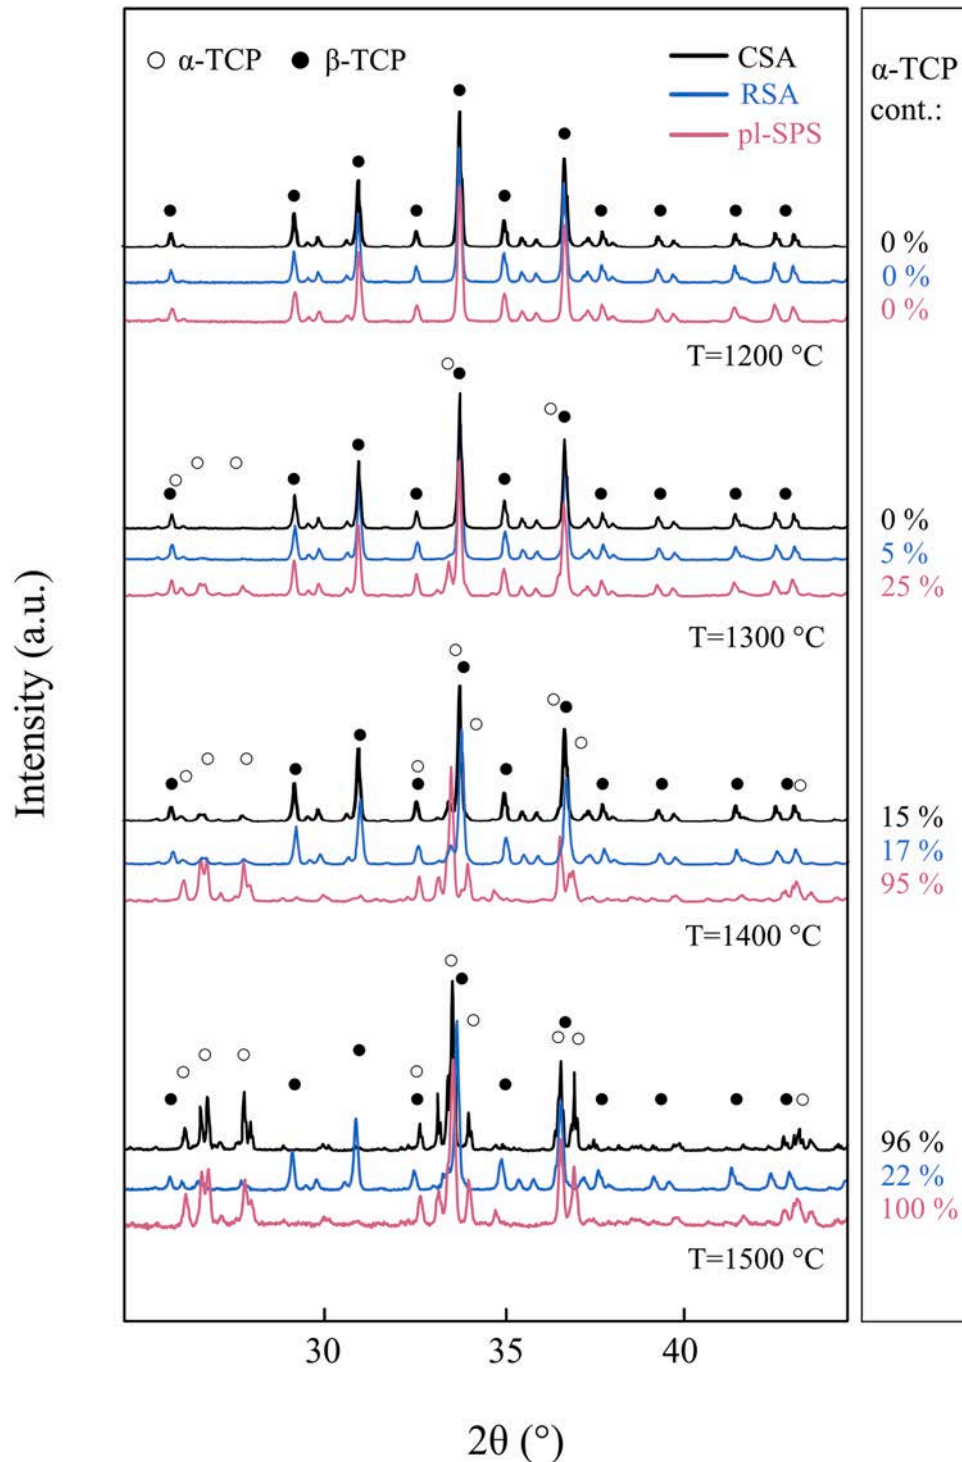 α-TCP
β-TCP
CSA
RSA
pl-SPS
α-TCP
cont.:
0 %
0 %
0 %
T=1200 °C
0 %
5 %
25 %
T=1300 °C
15 %
17 %
95 %
T=1400 °C
96 %
22 %
100 %
T=1500 °C
Intensity (a.u.)
30
35
40
2θ (°)